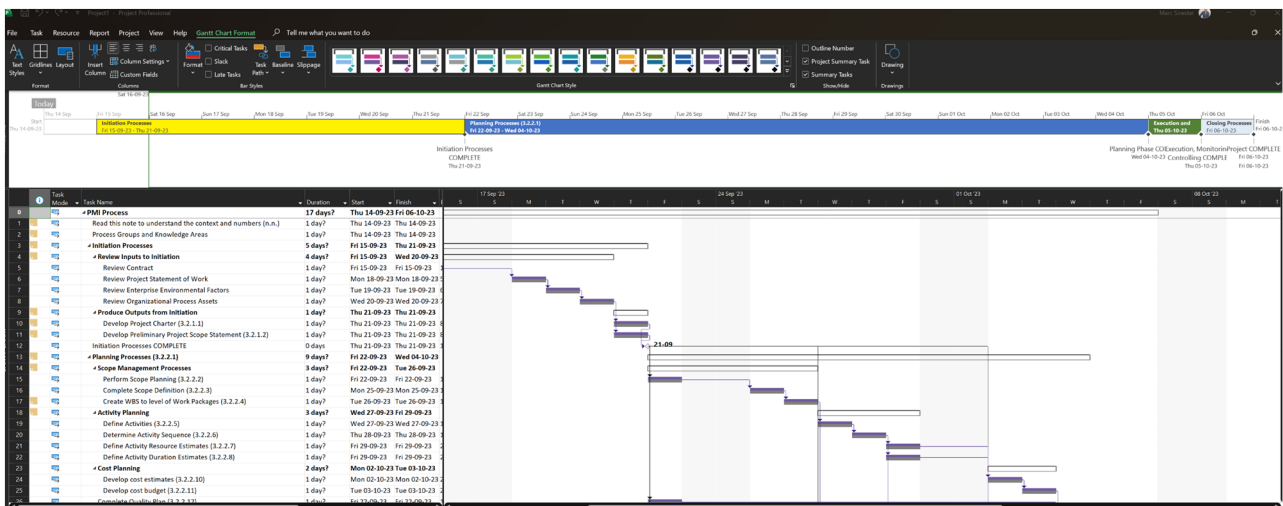 Project1 - Project Professional
File Task Resource Report Project View Help Gantt Chart Format Tell me what you want to do
Text Styles Gridlines Layout Insert Column Column Settings Custom Fields Format Critical Tasks Slack Late Tasks Task Path Baseline Slippage Outline Number Project Summary Task Summary Tasks Drawing
Format Columns Bar Styles Gantt Chart Style Show/Hide Drawings
Sat 16-09-23
Today
Thu 14 Sep Fri 15 Sep Sat 16 Sep Sun 17 Sep Mon 18 Sep Tue 19 Sep Wed 20 Sep Thu 21 Sep Fri 22 Sep Sat 23 Sep Sun 24 Sep Mon 25 Sep Tue 26 Sep Wed 27 Sep Thu 28 Sep Fri 29 Sep Sat 30 Sep Sun 01 Oct Mon 02 Oct Tue 03 Oct Wed 04 Oct Thu 05 Oct Fri 06 Oct
Start Initiation Processes Planning Processes (3.2.2.1) Execution and Closing Processes Finish
Thu 14-09-23 Fri 15-09-23 - Thu 21-09-23 Fri 22-09-23 - Wed 04-10-23 Thu 05-10-23 Fri 06-10-23 Fri 06-10-2
Initiation Processes Planning Phase COI Execution, Monitorin Project COMPLETE
COMPLETE Wed 04-10-23 Controlling COMPLE Fri 06-10-23
Thu 21-09-23 Thu 05-10-23 Fri 06-10-23
Task Mode Task Name Duration Start Finish
17 Sep '23 24 Sep '23 01 Oct '23 08 Oct '23
S S M T W T F S S M T W T F S S M T W T F S S M T
0 PMI Process 17 days? Thu 14-09-23 Fri 06-10-23
1 Read this note to understand the context and numbers (n.n.) 1 day? Thu 14-09-23 Thu 14-09-23
2 Process Groups and Knowledge Areas 1 day? Thu 14-09-23 Thu 14-09-23
3 Initiation Processes 5 days? Fri 15-09-23 Thu 21-09-23
4 Review Inputs to Initiation 4 days? Fri 15-09-23 Wed 20-09-23
5 Review Contract 1 day? Fri 15-09-23 Fri 15-09-23
6 Review Project Statement of Work 1 day? Mon 18-09-23 Mon 18-09-23
7 Review Enterprise Environmental Factors 1 day? Tue 19-09-23 Tue 19-09-23
8 Review Organizational Process Assets 1 day? Wed 20-09-23 Wed 20-09-23
9 Produce Outputs from Initiation 1 day? Thu 21-09-23 Thu 21-09-23
10 Develop Project Charter (3.2.1.1) 1 day? Thu 21-09-23 Thu 21-09-23
11 Develop Preliminary Project Scope Statement (3.2.1.2) 1 day? Thu 21-09-23 Thu 21-09-23
12 Initiation Processes COMPLETE 0 days Thu 21-09-23 Thu 21-09-23 21-09
13 Planning Processes (3.2.2.1) 9 days? Fri 22-09-23 Wed 04-10-23
14 Scope Management Processes 3 days? Fri 22-09-23 Tue 26-09-23
15 Perform Scope Planning (3.2.2.2) 1 day? Fri 22-09-23 Fri 22-09-23
16 Complete Scope Definition (3.2.2.3) 1 day? Mon 25-09-23 Mon 25-09-23
17 Create WBS to level of Work Packages (3.2.2.4) 1 day? Tue 26-09-23 Tue 26-09-23
18 Activity Planning 3 days? Wed 27-09-23 Fri 29-09-23
19 Define Activities (3.2.2.5) 1 day? Wed 27-09-23 Wed 27-09-23
20 Determine Activity Sequence (3.2.2.6) 1 day? Thu 28-09-23 Thu 28-09-23
21 Define Activity Resource Estimates (3.2.2.7) 1 day? Fri 29-09-23 Fri 29-09-23
22 Define Activity Duration Estimates (3.2.2.8) 1 day? Fri 29-09-23 Fri 29-09-23
23 Cost Planning 2 days? Mon 02-10-23 Tue 03-10-23
24 Develop cost estimates {3.2.2.10} 1 day? Mon 02-10-23 Mon 02-10-23
25 Develop cost budget {3.2.2.11} 1 day? Tue 03-10-23 Tue 03-10-23
26 Complete Quality Plan (3.2.2.12) 1 day? Fri 22-09-23 Fri 22-09-23